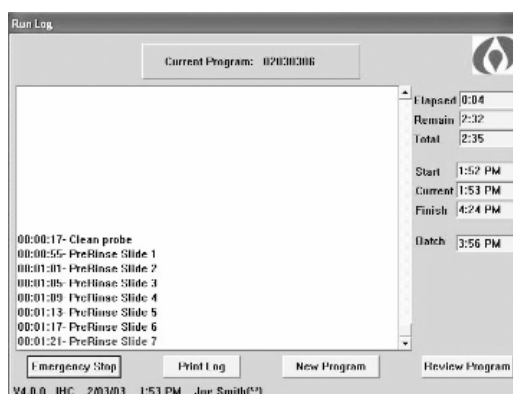 Run Log
Current Program: 02030306
Elapsed 0:04
Remain 2:32
Total 2:35
Start 1:52 PM
Current 1:53 PM
Finish 4:24 PM
Batch 3:56 PM
00:00:17- Clean probe
00:00:55- PreRinse Slide 1
00:01:01- PreRinse Slide 2
00:01:05- PreRinse Slide 3
00:01:09- PreRinse Slide 4
00:01:13- PreRinse Slide 5
00:01:17- PreRinse Slide 6
00:01:21- PreRinse Slide 7
Emergency Stop
Print Log
New Program
Review Program
V4.0.0 IHC 2/03/03 1:53 PM Joe Smith